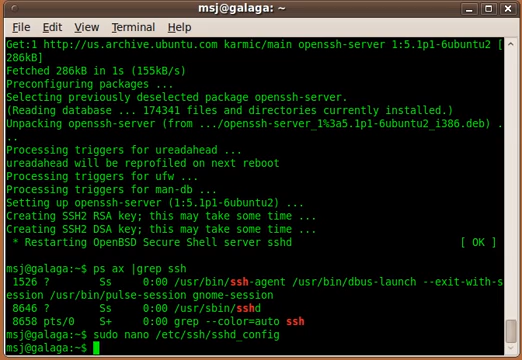 msj@galaga: ~
File Edit View Terminal Help
Get:1 http://us.archive.ubuntu.com karmic/main openssh-server 1:5.1p1-6ubuntu2 [
286kB]
Fetched 286kB in 1s (155kB/s)
Preconfiguring packages ...
Selecting previously deselected package openssh-server.
(Reading database ... 174341 files and directories currently installed.)
Unpacking openssh-server (from .../openssh-server_1%3a5.1p1-6ubuntu2_i386.deb) .
..
Processing triggers for ureadahead ...
ureadahead will be reprofiled on next reboot
Processing triggers for ufw ...
Processing triggers for man-db ...
Setting up openssh-server (1:5.1p1-6ubuntu2) ...
Creating SSH2 RSA key; this may take some time ...
Creating SSH2 DSA key; this may take some time ...
 * Restarting OpenBSD Secure Shell server sshd [ OK ]
msj@galaga:~$ ps ax |grep ssh
 1526 ? Ss 0:00 /usr/bin/ssh-agent /usr/bin/dbus-launch --exit-with-s
ession /usr/bin/pulse-session gnome-session
 8646 ? Ss 0:00 /usr/sbin/sshd
 8658 pts/0 S+ 0:00 grep --color=auto ssh
msj@galaga:~$ sudo nano /etc/ssh/sshd_config
msj@galaga:~$